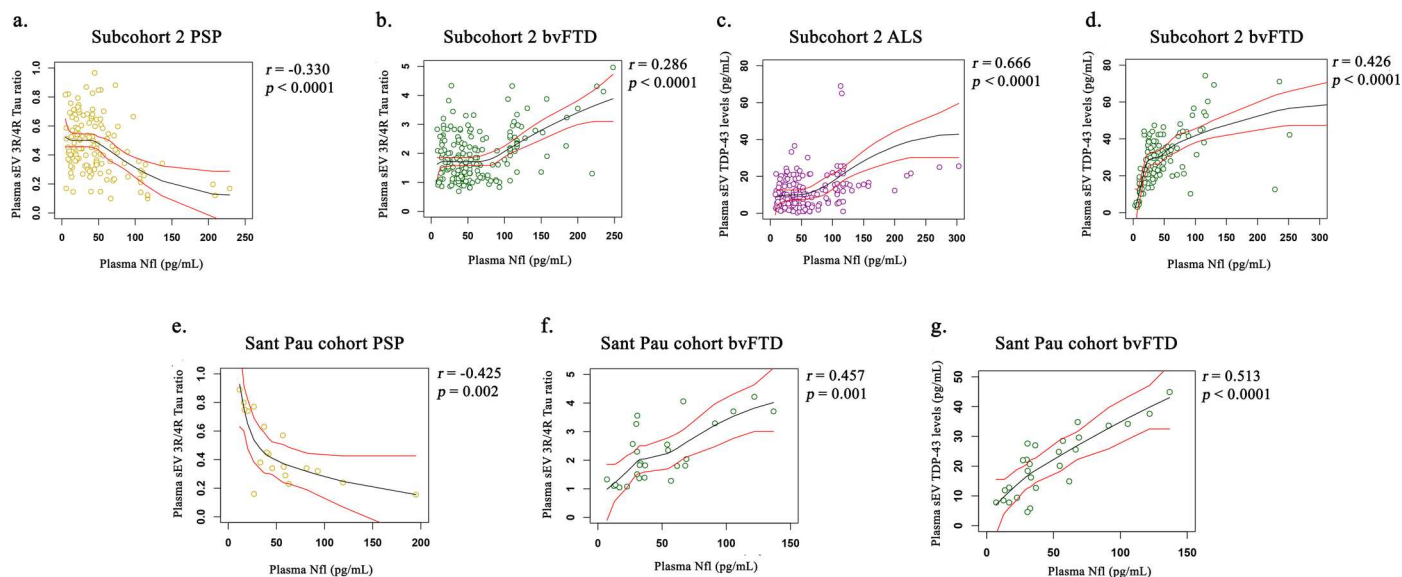 a.
Subcohort 2 PSP
r = -0.330
p < 0.0001
Plasma sEV 3R/4R Tau ratio
1.0
0.8
0.6
0.4
0.2
0.0
0 50 100 150 200 250
Plasma Nfl (pg/mL)
b.
Subcohort 2 bvFTD
r = 0.286
p < 0.0001
Plasma sEV 3R/4R Tau ratio
5
4
3
2
1
0
0 50 100 150 200 250
Plasma Nfl (pg/mL)
c.
Subcohort 2 ALS
r = 0.666
p < 0.0001
Plasma sEV TDP-43 levels (pg/mL)
80
60
40
20
0
0 50 100 150 200 250 300
Plasma Nfl (pg/mL)
d.
Subcohort 2 bvFTD
r = 0.426
p < 0.0001
Plasma sEV TDP-43 levels (pg/mL)
80
60
40
20
0
0 50 100 150 200 250 300
Plasma Nfl (pg/mL)
e.
Sant Pau cohort PSP
r = -0.425
p = 0.002
Plasma sEV 3R/4R Tau ratio
1.0
0.8
0.6
0.4
0.2
0.0
0 50 100 150 200
Plasma Nfl (pg/mL)
f.
Sant Pau cohort bvFTD
r = 0.457
p = 0.001
Plasma sEV 3R/4R Tau ratio
5
4
3
2
1
0
0 50 100 150
Plasma Nfl (pg/mL)
g.
Sant Pau cohort bvFTD
r = 0.513
p < 0.0001
Plasma sEV TDP-43 levels (pg/mL)
50
40
30
20
10
0
0 50 100 150
Plasma Nfl (pg/mL)